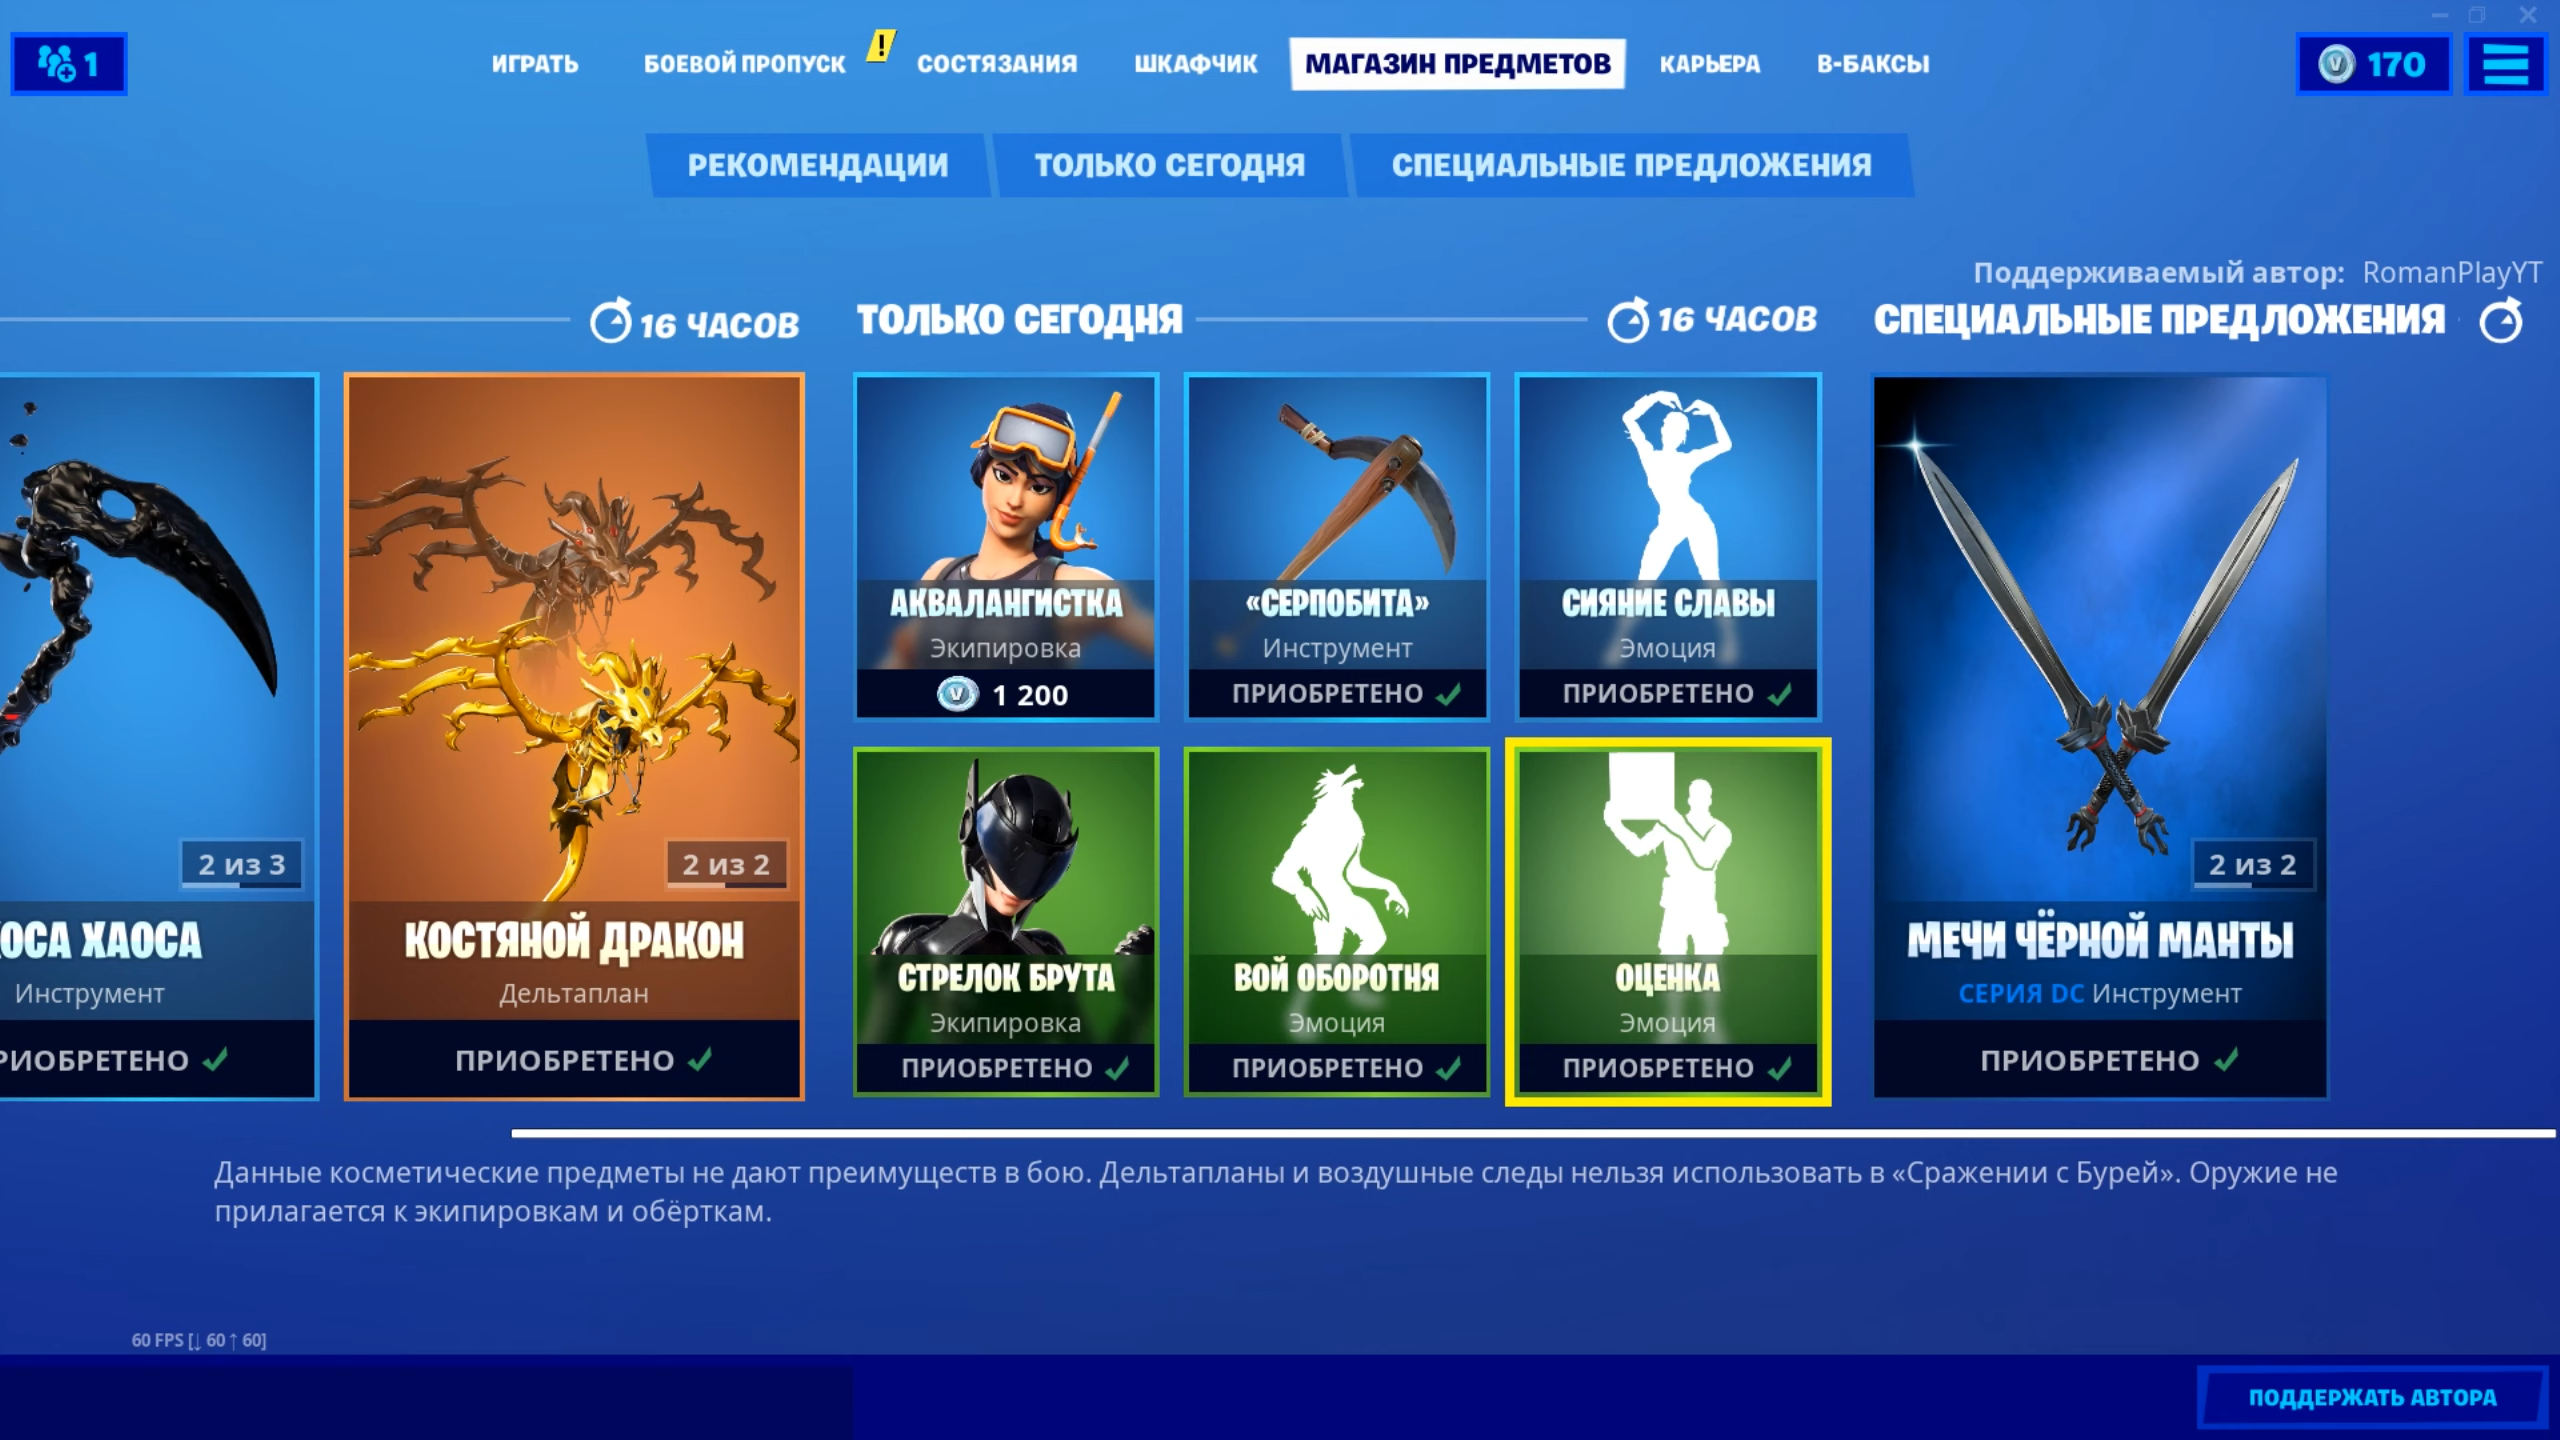 1
ИГРАТЬ
БОЕВОЙ ПРОПУСК
!
СОСТЯЗАНИЯ
ШКАФЧИК
МАГАЗИН ПРЕДМЕТОВ
КАРЬЕРА
В-БАКСЫ
170
РЕКОМЕНДАЦИИ
ТОЛЬКО СЕГОДНЯ
СПЕЦИАЛЬНЫЕ ПРЕДЛОЖЕНИЯ
Поддерживаемый автор: RomanPlayYT
16 ЧАСОВ
ТОЛЬКО СЕГОДНЯ
16 ЧАСОВ
СПЕЦИАЛЬНЫЕ ПРЕДЛОЖЕНИЯ
2 из 3
ОСА ХАОСА
Инструмент
РИОБРЕТЕНО
2 из 2
КОСТЯНОЙ ДРАКОН
Дельтаплан
ПРИОБРЕТЕНО
АКВАЛАНГИСТКА
Экипировка
1 200
«СЕРПОБИТА»
Инструмент
ПРИОБРЕТЕНО
СИЯНИЕ СЛАВЫ
Эмоция
ПРИОБРЕТЕНО
СТРЕЛОК БРУТА
Экипировка
ПРИОБРЕТЕНО
ВОЙ ОБОРОТНЯ
Эмоция
ПРИОБРЕТЕНО
ОЦЕНКА
Эмоция
ПРИОБРЕТЕНО
2 из 2
МЕЧИ ЧЁРНОЙ МАНТЫ
СЕРИЯ DC Инструмент
ПРИОБРЕТЕНО
Данные косметические предметы не дают преимуществ в бою. Дельтапланы и воздушные следы нельзя использовать в «Сражении с Бурей». Оружие не
прилагается к экипировкам и обёрткам.
60 FPS [↓ 60 ↑ 60]
ПОДДЕРЖАТЬ АВТОРА